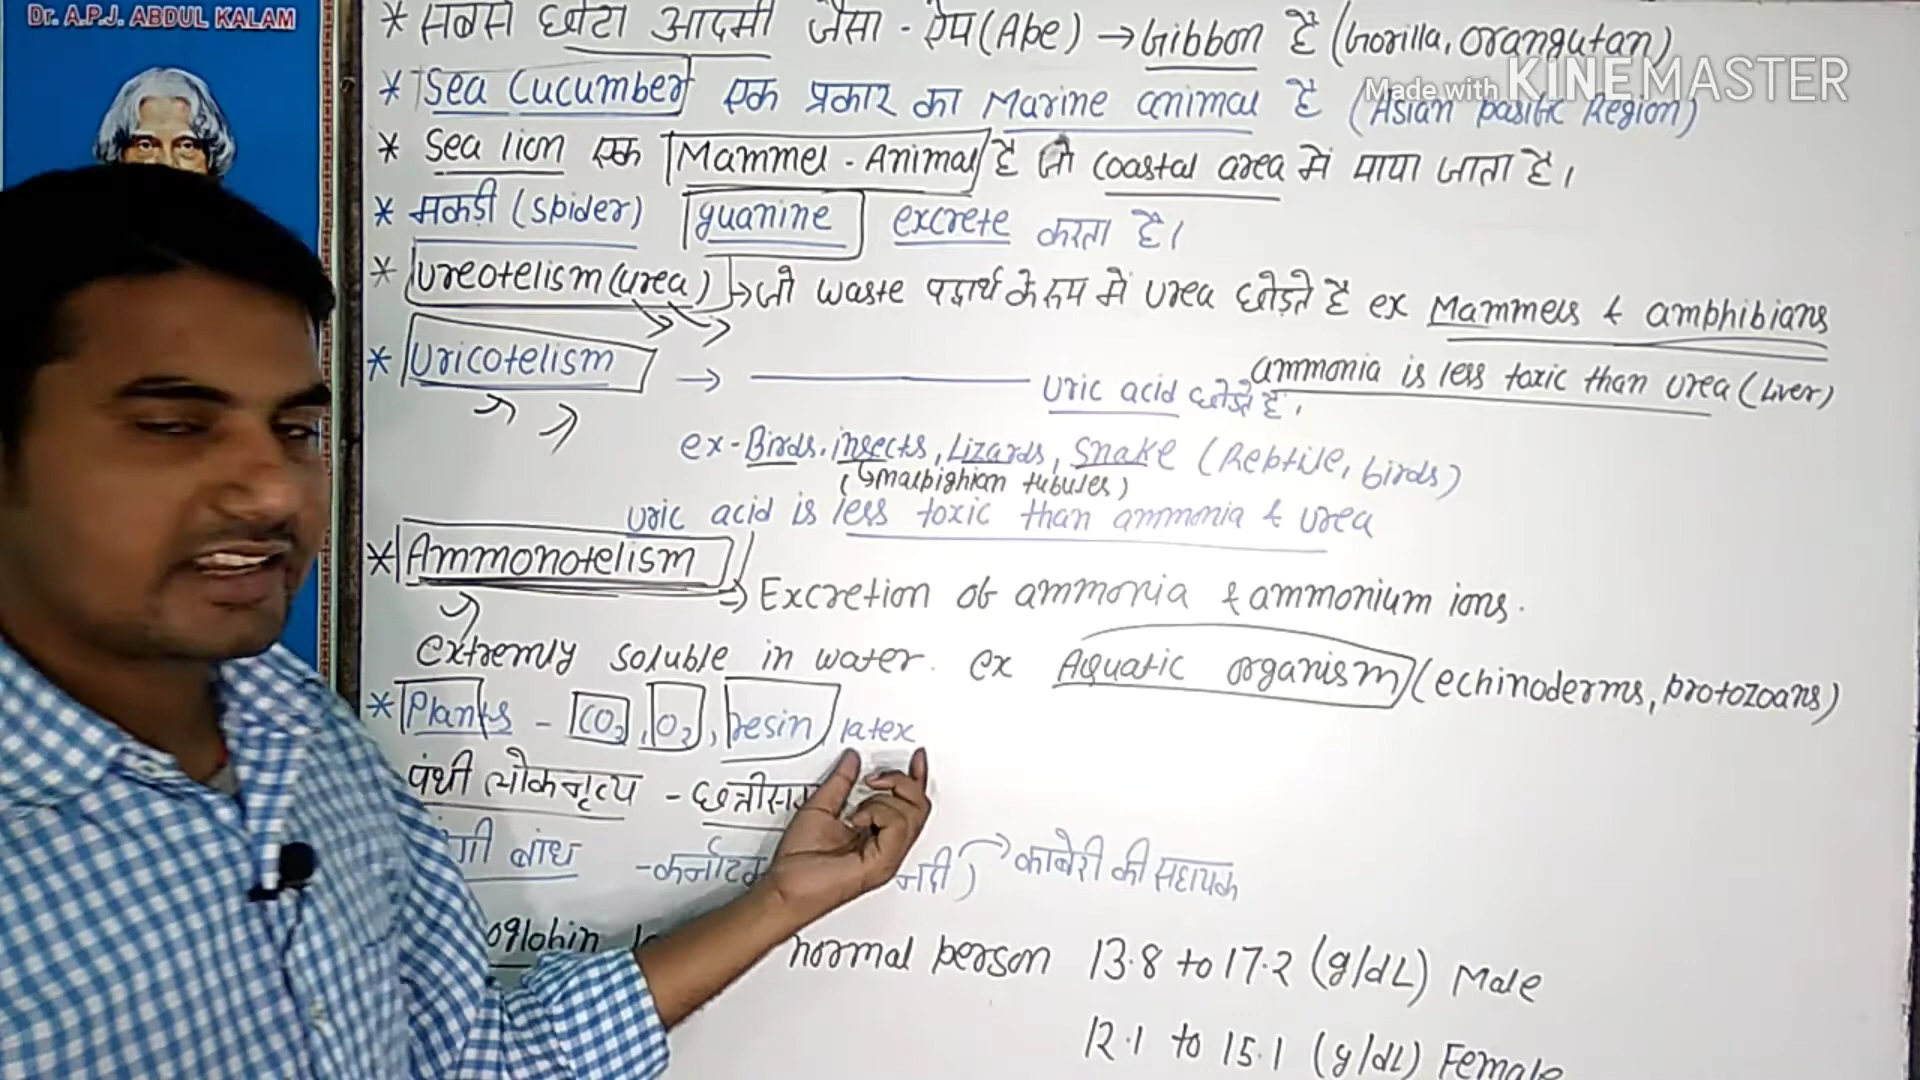 Dr. A.P.J. ABDUL KALAM
* सबसे छोटा आदमी जैसा - ऐप (Abe) → Gibbon है (Gorilla, orangutan)
Made with KINEMASTER
* Sea Cucumber एक प्रकार का Marine animal है (Asian pasific Region)
* Sea lion एक Mammel - Animal है जो coastal area में पाया जाता है।
* मकड़ी (spider) guanine excrete करता है।
* Ureotelism (urea) → जो waste पदार्थ के रूप में urea छोड़ते है ex Mammels & amphibians
ammonia is less toxic than urea (Liver)
* Uricotelism → ——— uric acid छोड़ते है।
ex - Birds, insects, Lizards, Snake (Reptile, birds)
(↳ malpighian tubules)
uric acid is less toxic than ammonia & urea
* Ammonotelism → Excretion of ammonia & ammonium ions.
extremly soluble in water. ex Aquatic organism (echinoderms, protozoans)
* Plants - CO₂, O₂, resin, latex
पंथी लोकनृत्य - छत्तीस
बांध - कर्नाटक नदी) → काबेरी की सहायक
oglobin normal person 13.8 to 17.2 (g/dL) Male
12.1 to 15.1 (g/dL) Female